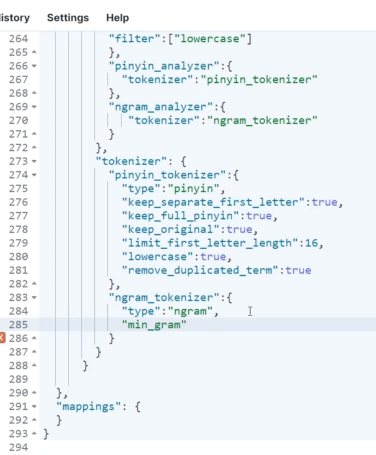 istory Settings Help
264 "filter":["lowercase"]
265 },
266 "pinyin_analyzer":{
267 "tokenizer":"pinyin_tokenizer"
268 },
269 "ngram_analyzer":{
270 "tokenizer":"ngram_tokenizer"
271 }
272 },
273 "tokenizer": {
274 "pinyin_tokenizer":{
275 "type":"pinyin",
276 "keep_separate_first_letter":true,
277 "keep_full_pinyin":true,
278 "keep_original":true,
279 "limit_first_letter_length":16,
280 "lowercase":true,
281 "remove_duplicated_term":true
282 },
283 "ngram_tokenizer":{
284 "type":"ngram",
285 "min_gram"
286 }
287 }
288 }
289
290 },
291 "mappings": {
292 }
293 }
294